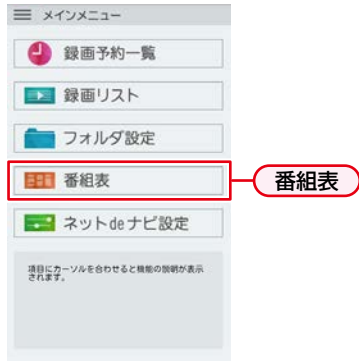 メインメニュー
録画予約一覧
録画リスト
フォルダ設定
番組表
番組表
ネットdeナビ設定
項目にカーソルを合わせると機能の説明が表示
されます。